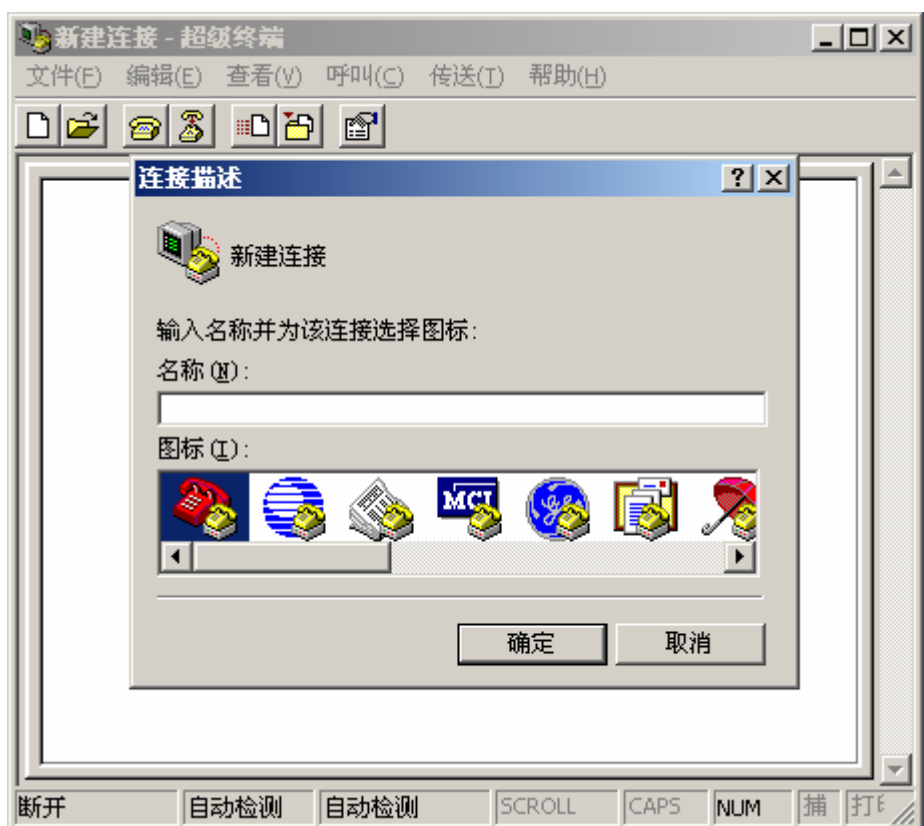 新建连接 - 超级终端
文件(F) 编辑(E) 查看(V) 呼叫(C) 传送(T) 帮助(H)
连接描述
新建连接
输入名称并为该连接选择图标:
名称(N):
图标(I):
MCI
确定 取消
断开 自动检测 自动检测 SCROLL CAPS NUM 捕 打